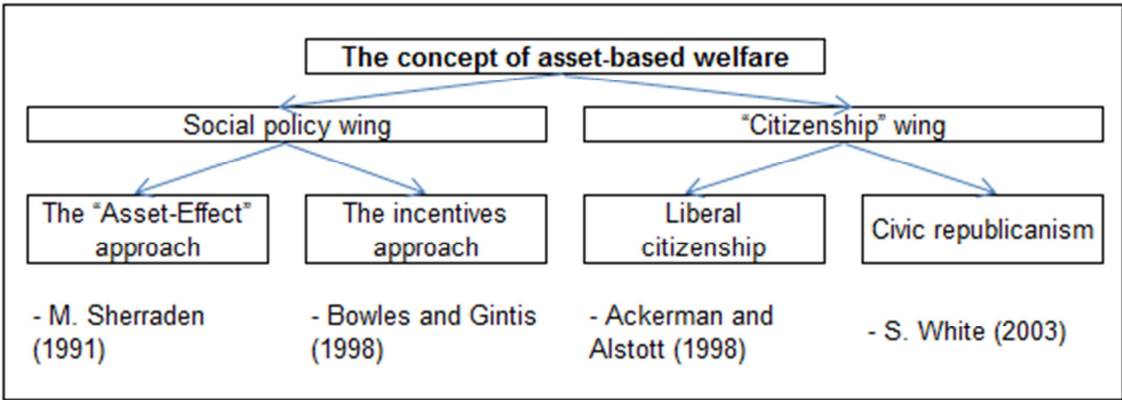 The concept of asset-based welfare
Social policy wing
“Citizenship” wing
The “Asset-Effect”
approach
The incentives
approach
Liberal
citizenship
Civic republicanism
- M. Sherraden
(1991)
- Bowles and Gintis
(1998)
- Ackerman and
Alstott (1998)
- S. White (2003)